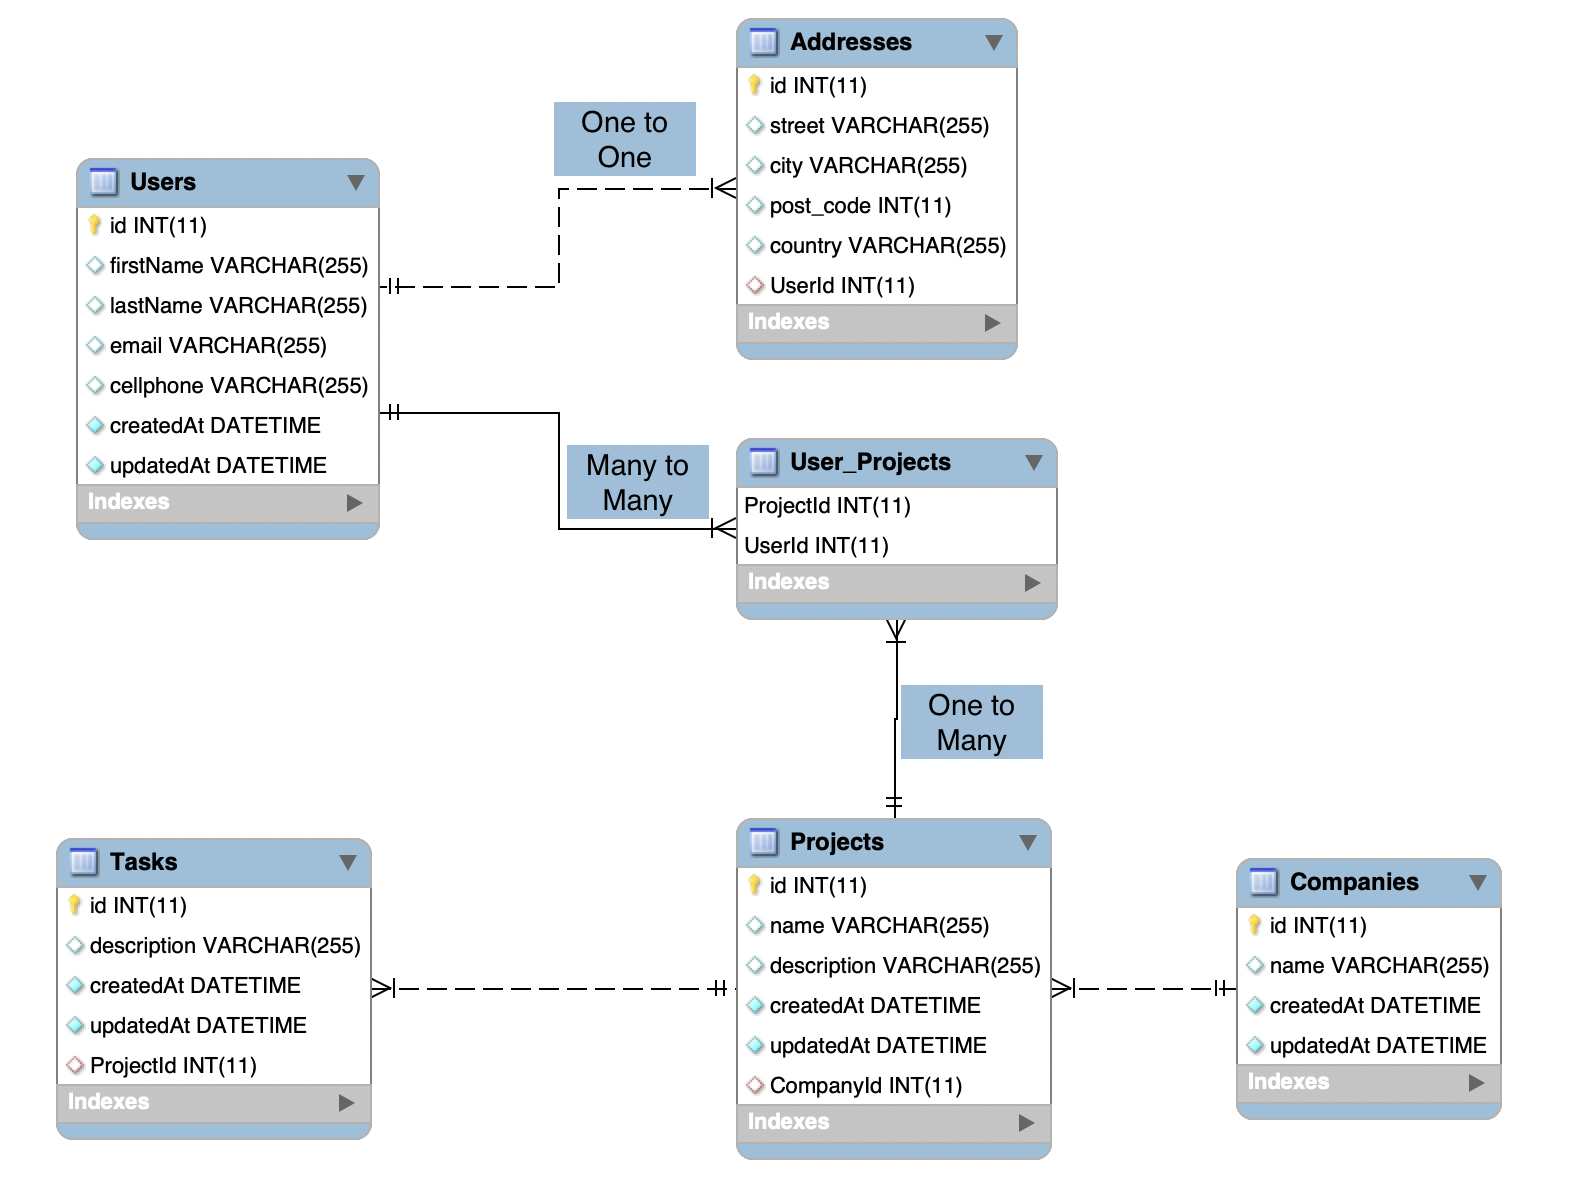 Addresses
id INT(11)
street VARCHAR(255)
city VARCHAR(255)
post_code INT(11)
country VARCHAR(255)
UserId INT(11)
Indexes
One to
One
Users
id INT(11)
firstName VARCHAR(255)
lastName VARCHAR(255)
email VARCHAR(255)
cellphone VARCHAR(255)
createdAt DATETIME
updatedAt DATETIME
Indexes
Many to
Many
User_Projects
ProjectId INT(11)
UserId INT(11)
Indexes
One to
Many
Tasks
id INT(11)
description VARCHAR(255)
createdAt DATETIME
updatedAt DATETIME
ProjectId INT(11)
Indexes
Projects
id INT(11)
name VARCHAR(255)
description VARCHAR(255)
createdAt DATETIME
updatedAt DATETIME
CompanyId INT(11)
Indexes
Companies
id INT(11)
name VARCHAR(255)
createdAt DATETIME
updatedAt DATETIME
Indexes